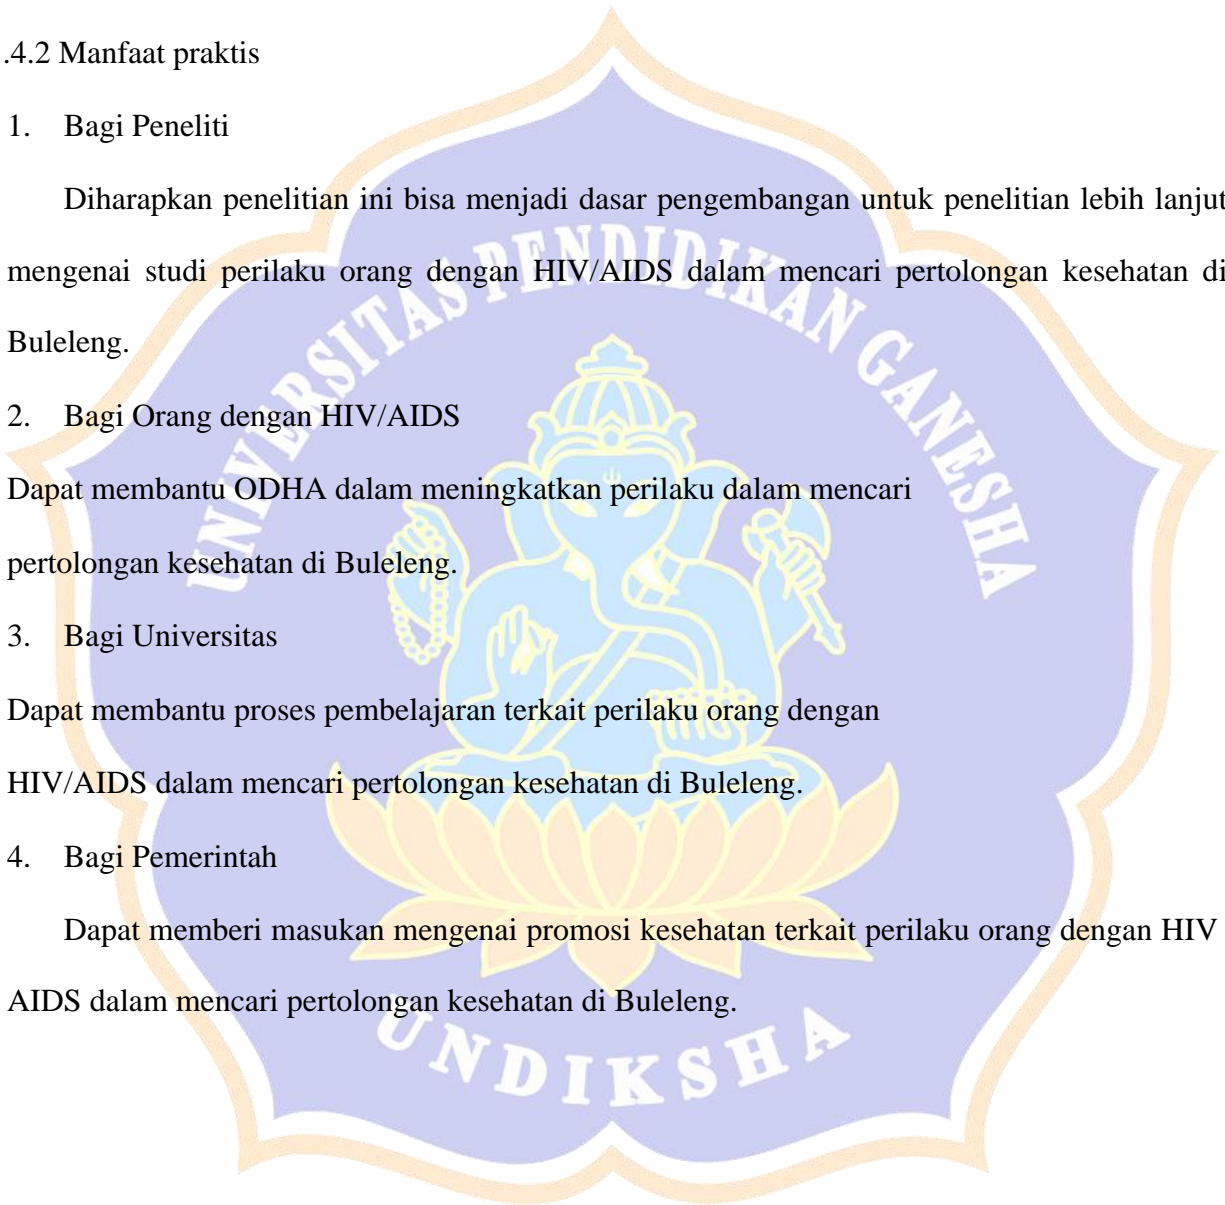 .4.2 Manfaat praktis
1. Bagi Peneliti
Diharapkan penelitian ini bisa menjadi dasar pengembangan untuk penelitian lebih lanjut
mengenai studi perilaku orang dengan HIV/AIDS dalam mencari pertolongan kesehatan di
Buleleng.
2. Bagi Orang dengan HIV/AIDS
Dapat membantu ODHA dalam meningkatkan perilaku dalam mencari
pertolongan kesehatan di Buleleng.
3. Bagi Universitas
Dapat membantu proses pembelajaran terkait perilaku orang dengan
HIV/AIDS dalam mencari pertolongan kesehatan di Buleleng.
4. Bagi Pemerintah
Dapat memberi masukan mengenai promosi kesehatan terkait perilaku orang dengan HIV
AIDS dalam mencari pertolongan kesehatan di Buleleng.
UNIVERSITAS PENDIDIKAN GANESHA
UNDIKSHA